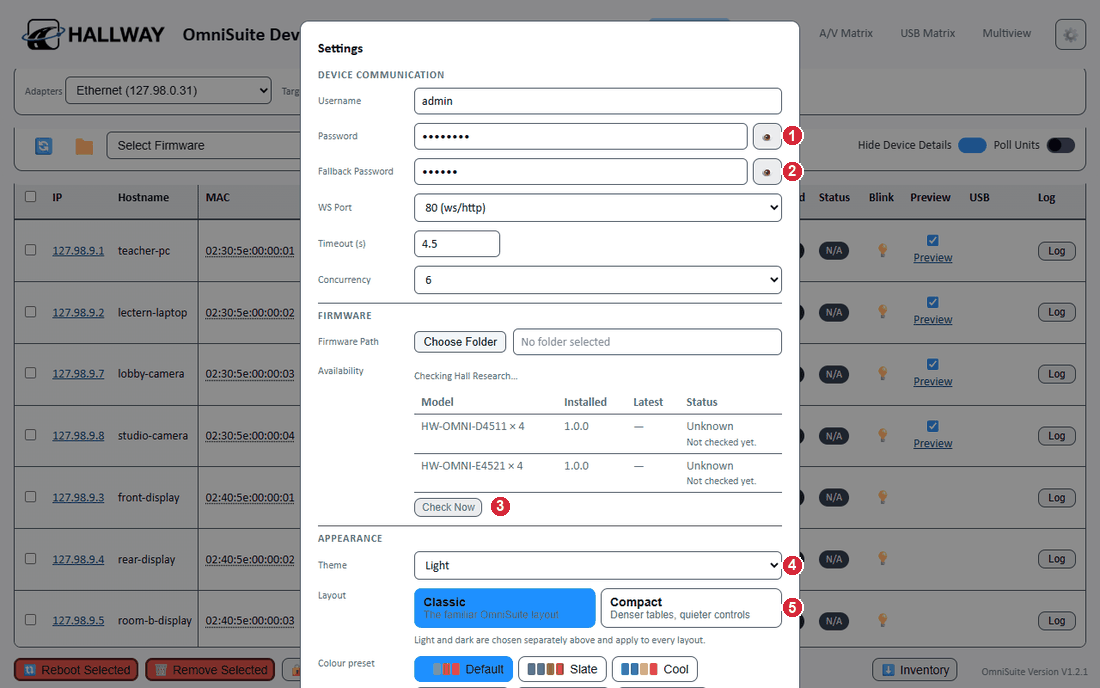 HALLWAY OmniSuite Dev A/V Matrix USB Matrix Multiview
Adapters Ethernet (127.98.0.31) Targ
Select Firmware Hide Device Details Poll Units
IP Hostname MAC d Status Blink Preview USB Log
127.98.9.1 teacher-pc 02:30:5e:00:00:01 N/A Preview Log
127.98.9.2 lectern-laptop 02:30:5e:00:00:02 N/A Preview Log
127.98.9.7 lobby-camera 02:30:5e:00:00:03 N/A Preview Log
127.98.9.8 studio-camera 02:30:5e:00:00:04 N/A Preview Log
127.98.9.3 front-display 02:40:5e:00:00:01 N/A Log
127.98.9.4 rear-display 02:40:5e:00:00:02 N/A Log
127.98.9.5 room-b-display 02:40:5e:00:00:03 N/A Log
Reboot Selected Remove Selected Inventory OmniSuite Version V1.2.1
Settings
DEVICE COMMUNICATION
Username admin
Password •••••••• 1
Fallback Password •••••• 2
WS Port 80 (ws/http)
Timeout (s) 4.5
Concurrency 6
FIRMWARE
Firmware Path Choose Folder No folder selected
Availability Checking Hall Research...
Model Installed Latest Status
HW-OMNI-D4511 × 4 1.0.0 — Unknown
Not checked yet.
HW-OMNI-E4521 × 4 1.0.0 — Unknown
Not checked yet.
Check Now 3
APPEARANCE
Theme Light 4
Layout Classic Compact 5
The familiar OmniSuite layout Denser tables, quieter controls
Light and dark are chosen separately above and apply to every layout.
Colour preset Default Slate Cool